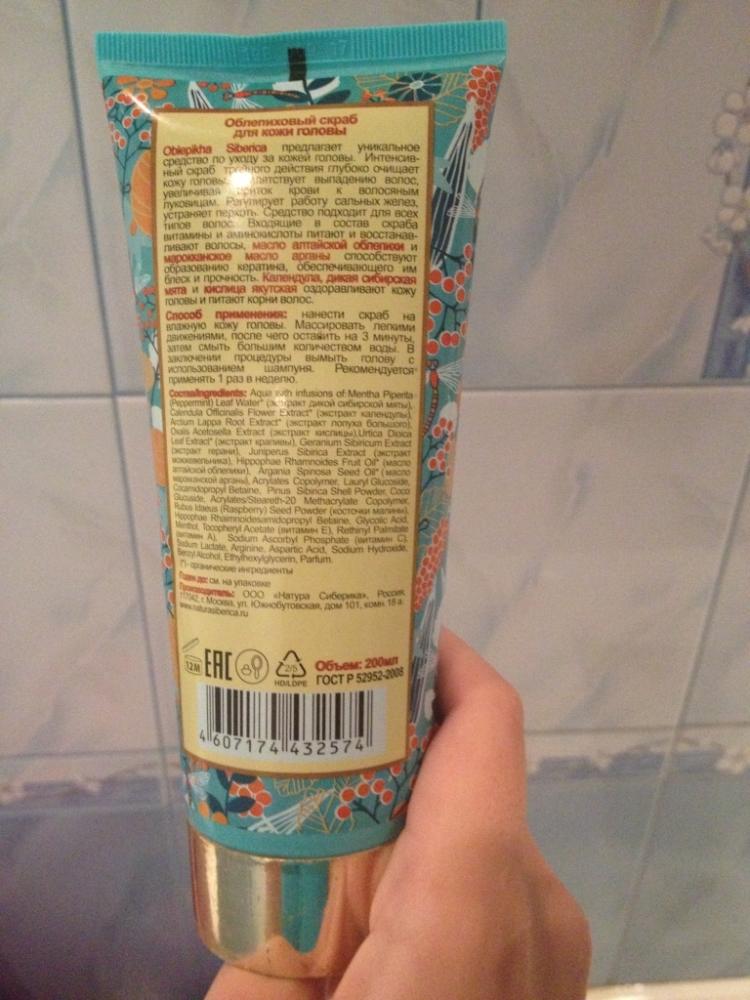 Облепиховый скраб
для кожи головы
Oblepikha Siberica предлагает уникальное
средство по уходу за кожей головы. Интенсив-
ный скраб действия глубоко очищает
кожу выпадению волос,
увеличивая крови к волосяным
луковицам. Регулирует работу сальных желез,
устраняет перхоть. Средство подходит для всех
типов волос. Входящие в состав скраба
витамины и аминокислоты питают и восстанав-
ливают волосы, масло алтайской облепихи и
марокканское масло арганы способствуют
образованию кератина, обеспечивающего им
блеск и прочность. Календула, дикая сибирская
мята и кислица якутская оздоравливают кожу
головы и питают корни волос.
Способ применения: нанести скраб на
влажную кожу головы. Массировать легкими
движениями, после чего оставить на 3 минуты,
затем смыть большим количеством воды. В
заключении процедуры вымыть голову с
использованием шампуня. Рекомендуется
применять 1 раз в неделю.
Состав/Ingredients: Aqua with infusions of Mentha Piperita
(Peppermint) Leaf Water* (экстракт дикой сибирской мяты),
Calendula Officinalis Flower Extract* (экстракт календулы),
Arctium Lappa Root Extract* (экстракт лопуха большого),
Oxalis Acetosella Extract (экстракт кислицы),Urtica Dioica
Leaf Extract* (экстракт крапивы), Geranium Sibiricum Extract
(экстракт герани), Juniperus Sibirica Extract (экстракт
можжевельника), Hippophae Rhamnoides Fruit Oil* (масло
алтайской облепихи), Argania Spinosa Seed Oil* (масло
марокканской арганы), Acrylates Copolymer, Lauryl Glucoside,
Cocamidopropyl Betaine, Pinus Sibirica Shell Powder, Coco
Glucoside, Acrylates/Steareth-20 Methacrylate Copolymer,
Rubus Idaeus (Raspberry) Seed Powder (косточки малины),
Hippophae Rhamnoidesamidopropyl Betaine, Glycolic Acid,
Menthol, Tocopheryl Acetate (витамин E), Rethinyl Palmitate
(витамин A), Sodium Ascorbyl Phosphate (витамин C),
Sodium Lactate, Arginine, Aspartic Acid, Sodium Hydroxide,
Benzyl Alcohol, Ethylhexylglycerin, Parfum.
(*)- органические ингредиенты
Годен до: см. на упаковке
Производитель: ООО «Натура Сиберика», Россия,
117042, г. Москва, ул. Южнобутовская, дом 101, комн. 18 а.
www.naturasiberica.ru
12M EAC 2/5 Объем: 200мл
HD/LDPE ГОСТ Р 52952-2008
4 607174 432574